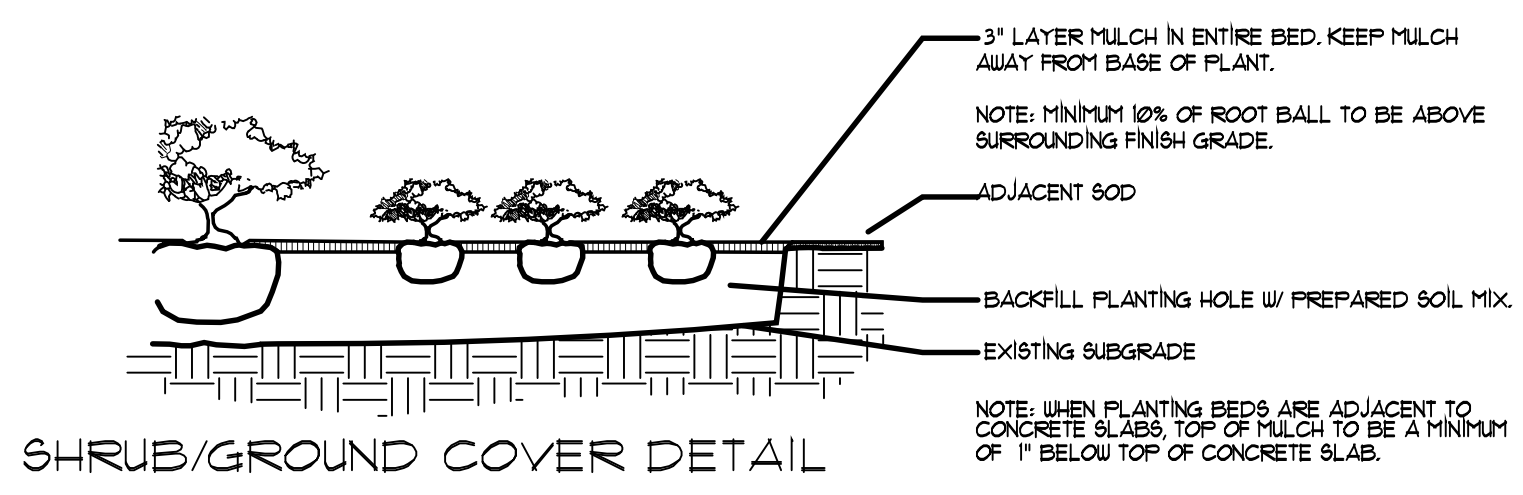 3" LAYER MULCH IN ENTIRE BED. KEEP MULCH
AWAY FROM BASE OF PLANT.
NOTE: MINIMUM 10% OF ROOT BALL TO BE ABOVE
SURROUNDING FINISH GRADE.
ADJACENT SOD
BACKFILL PLANTING HOLE W/ PREPARED SOIL MIX.
EXISTING SUBGRADE
NOTE: WHEN PLANTING BEDS ARE ADJACENT TO
CONCRETE SLABS, TOP OF MULCH TO BE A MINIMUM
OF 1" BELOW TOP OF CONCRETE SLAB.
SHRUB/GROUND COVER DETAIL